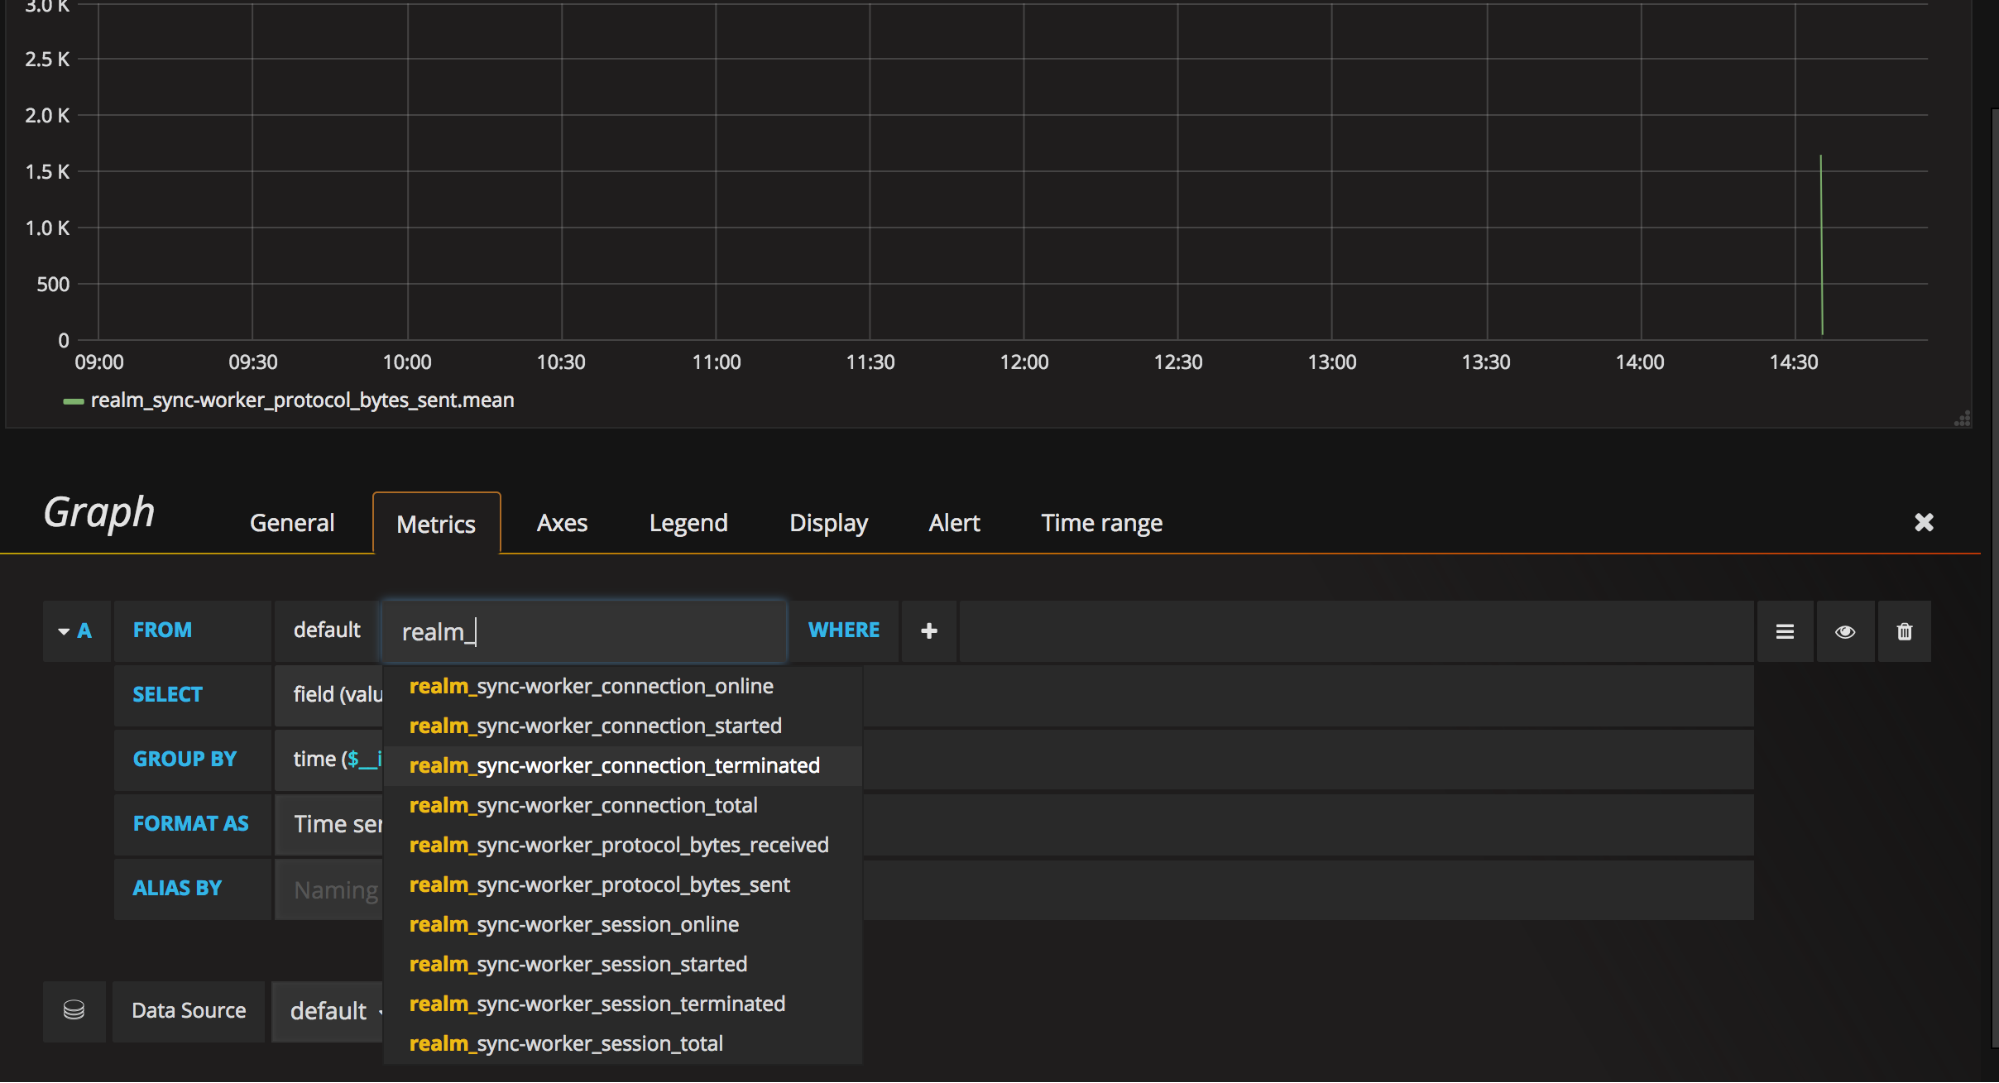 3.0 K
2.5 K
2.0 K
1.5 K
1.0 K
500
0
09:00 09:30 10:00 10:30 11:00 11:30 12:00 12:30 13:00 13:30 14:00 14:30
realm_sync-worker_protocol_bytes_sent.mean
Graph General Metrics Axes Legend Display Alert Time range
A FROM default realm_ WHERE
SELECT field (valu
GROUP BY time ($__i
FORMAT AS Time ser
ALIAS BY Naming
realm_sync-worker_connection_online
realm_sync-worker_connection_started
realm_sync-worker_connection_terminated
realm_sync-worker_connection_total
realm_sync-worker_protocol_bytes_received
realm_sync-worker_protocol_bytes_sent
realm_sync-worker_session_online
realm_sync-worker_session_started
realm_sync-worker_session_terminated
realm_sync-worker_session_total
Data Source default